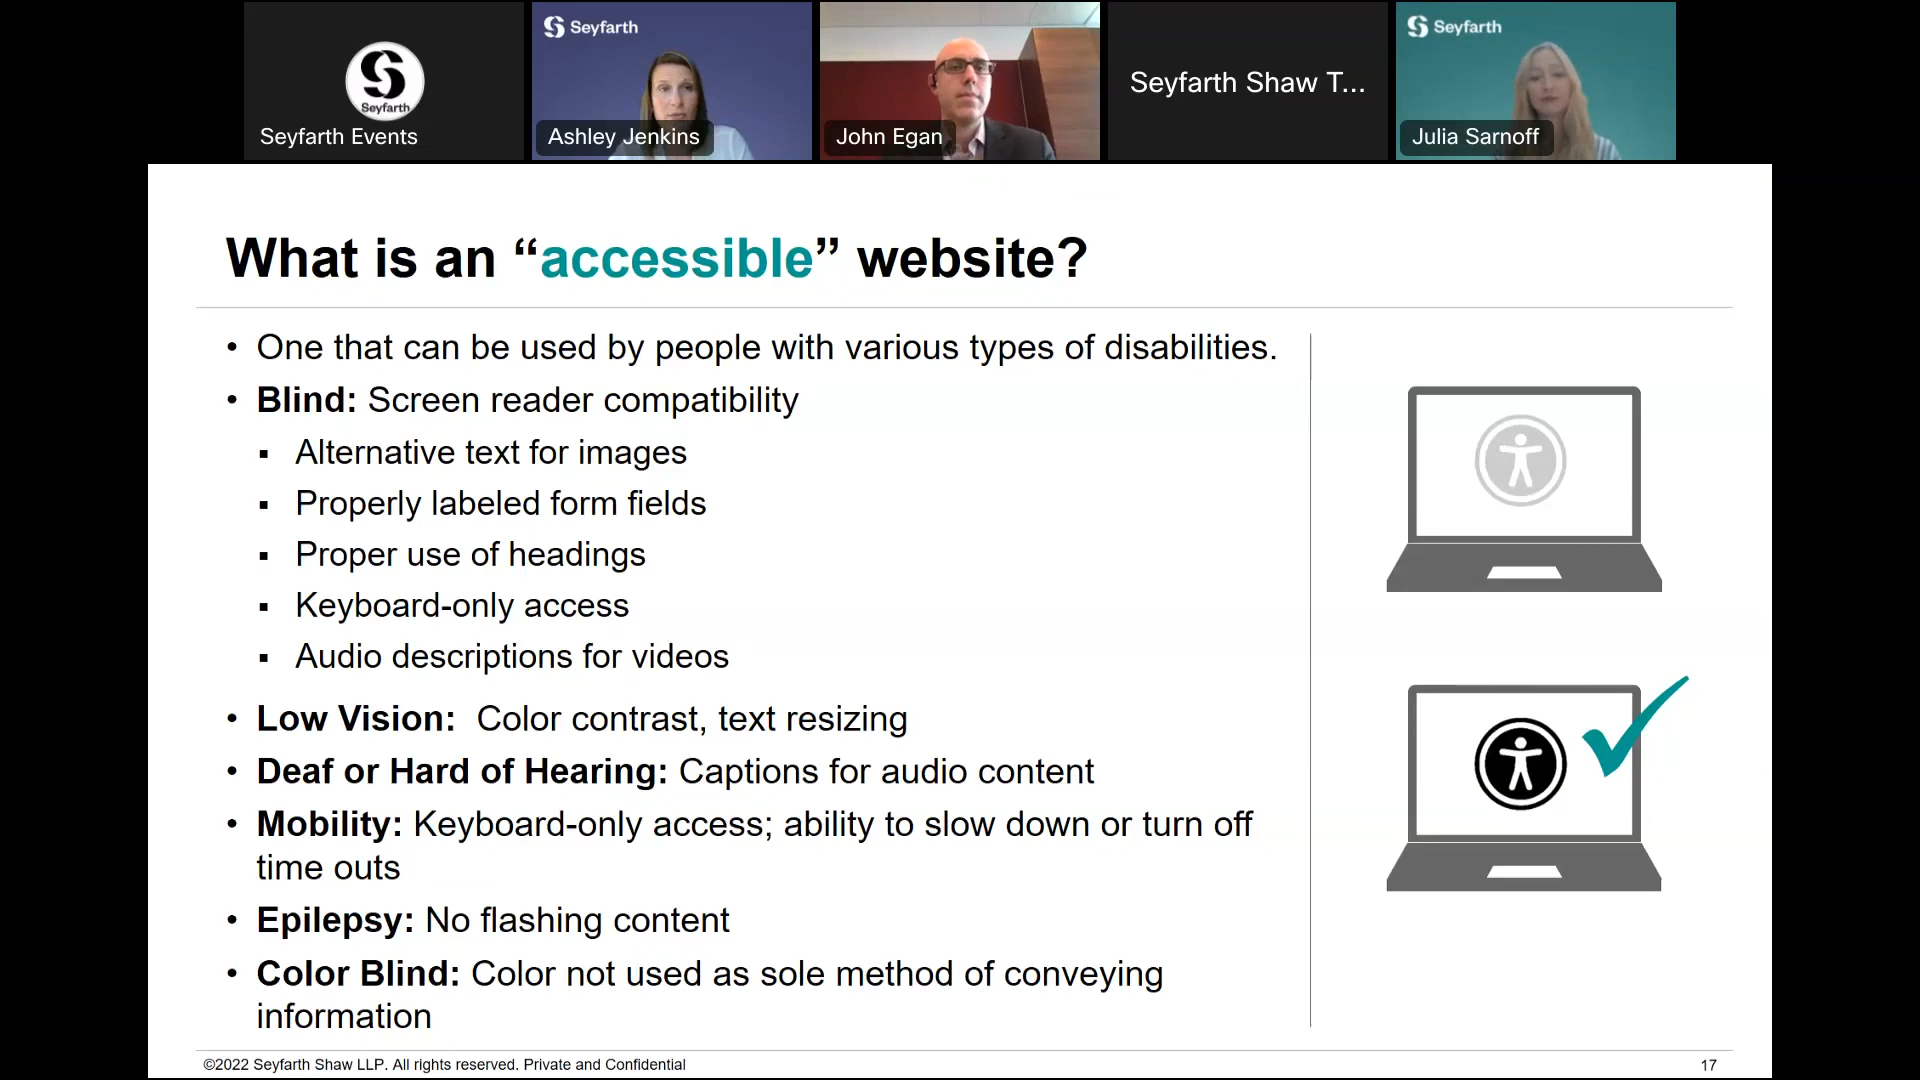 Seyfarth
Seyfarth Events
Seyfarth
Ashley Jenkins
John Egan
Seyfarth Shaw T...
Seyfarth
Julia Sarnoff
What is an “accessible” website?
• One that can be used by people with various types of disabilities.
• Blind: Screen reader compatibility
▪ Alternative text for images
▪ Properly labeled form fields
▪ Proper use of headings
▪ Keyboard-only access
▪ Audio descriptions for videos
• Low Vision:  Color contrast, text resizing
• Deaf or Hard of Hearing: Captions for audio content
• Mobility: Keyboard-only access; ability to slow down or turn off
time outs
• Epilepsy: No flashing content
• Color Blind: Color not used as sole method of conveying
information
©2022 Seyfarth Shaw LLP. All rights reserved. Private and Confidential
17